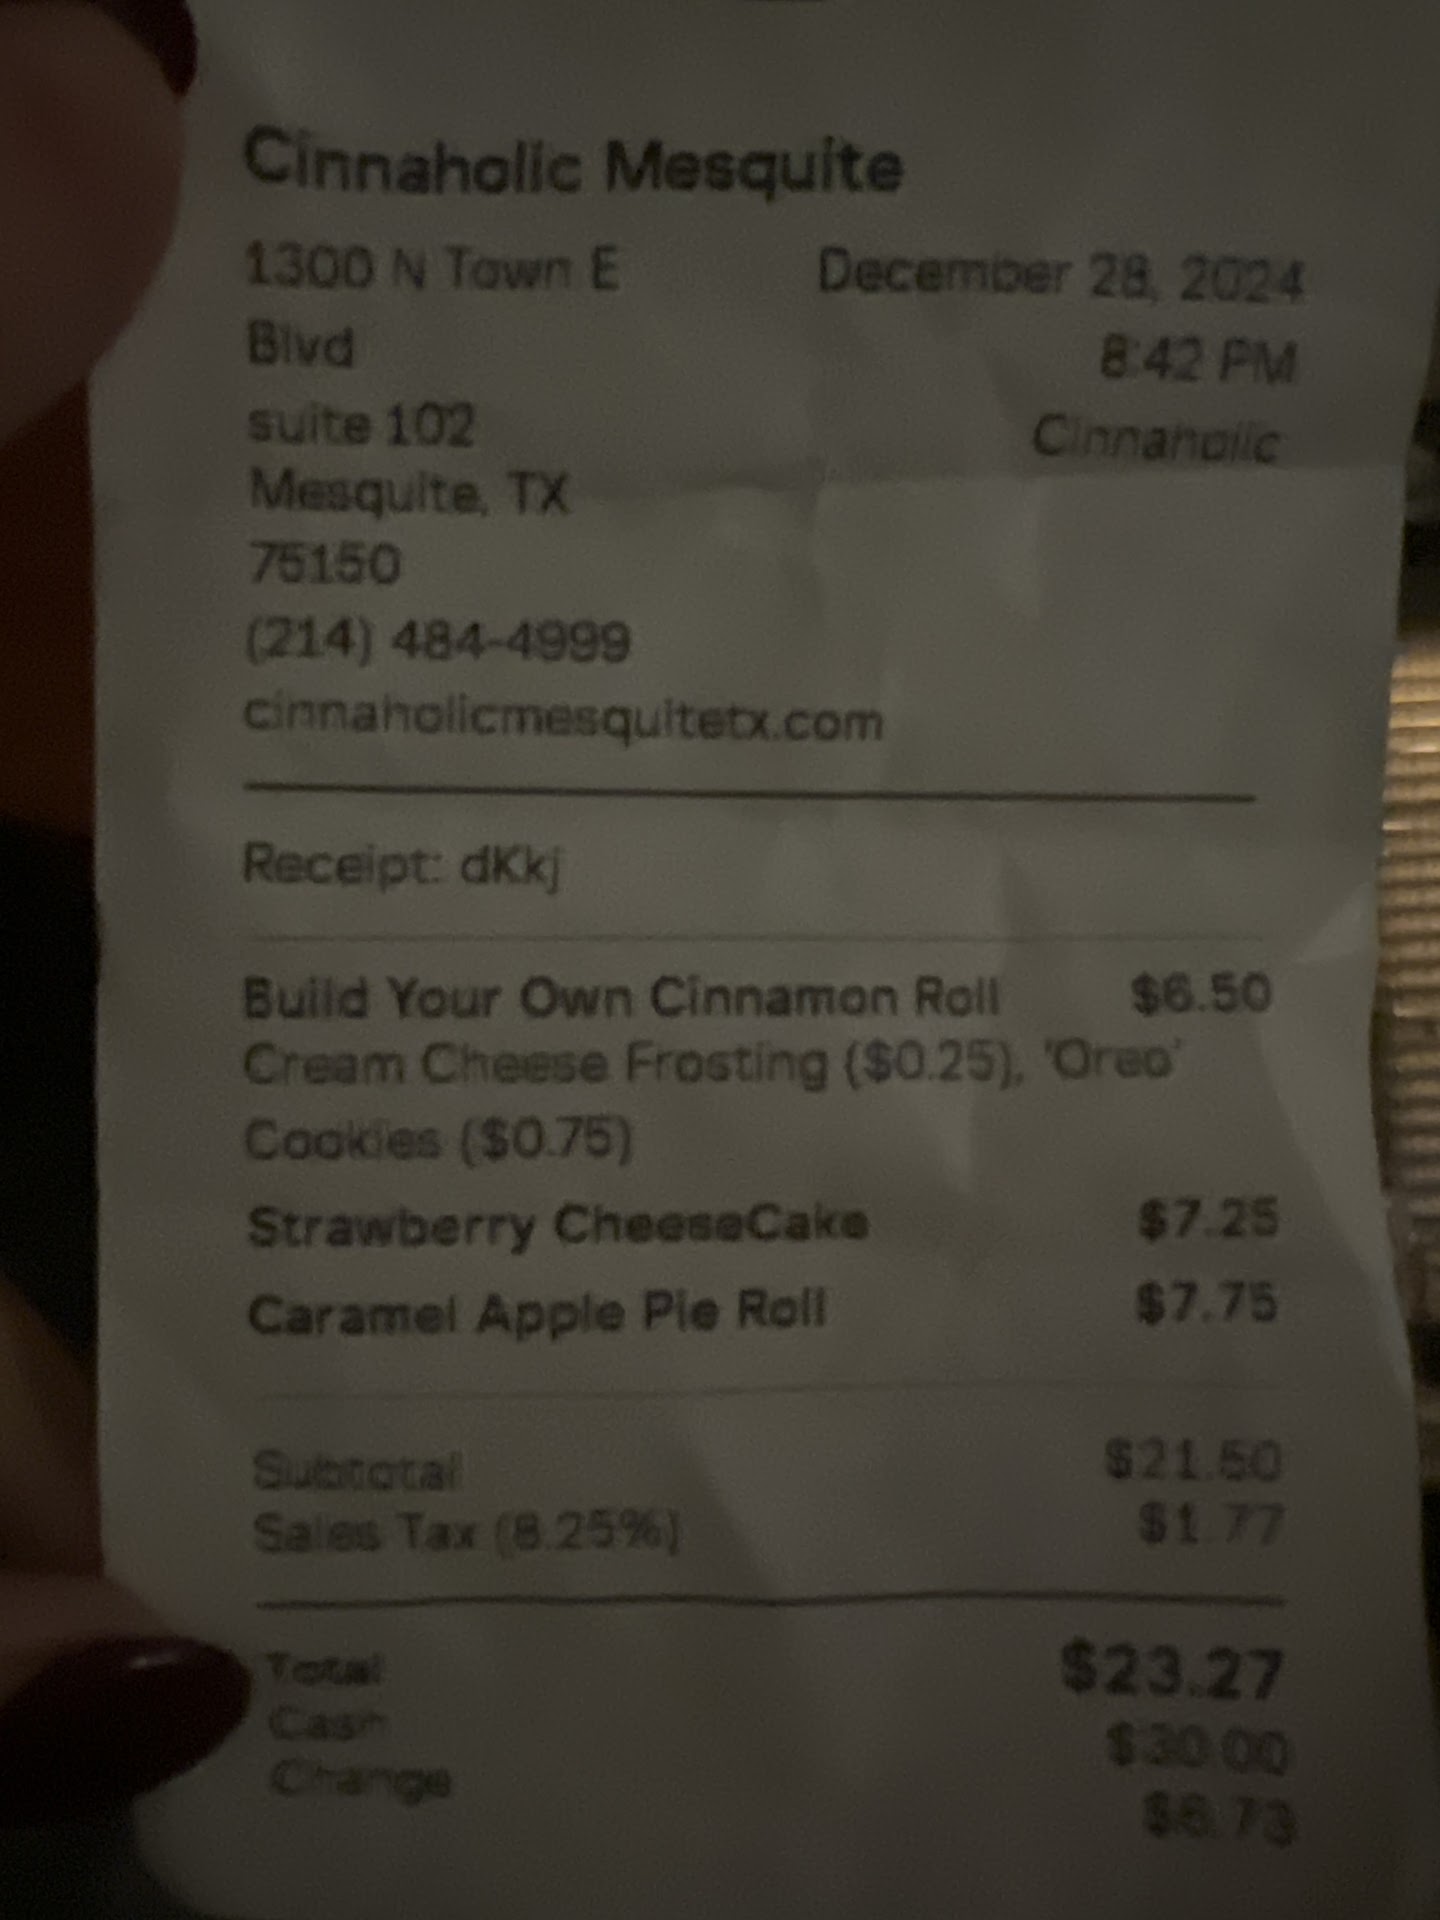 Cinnaholic Mesquite
1300 N Town E
Blvd
suite 102
Mesquite, TX
75150
(214) 484-4999
cinnaholicmesquitetx.com
December 28, 2024
8:42 PM
Cinnaholic
Receipt: dKkj
Build Your Own Cinnamon Roll $6.50
Cream Cheese Frosting ($0.25), 'Oreo'
Cookies ($0.75)
Strawberry CheeseCake $7.25
Caramel Apple Pie Roll $7.75
Subtotal $21.50
Sales Tax (8.25%) $1.77
Total $23.27
Cash $30.00
Change $6.73